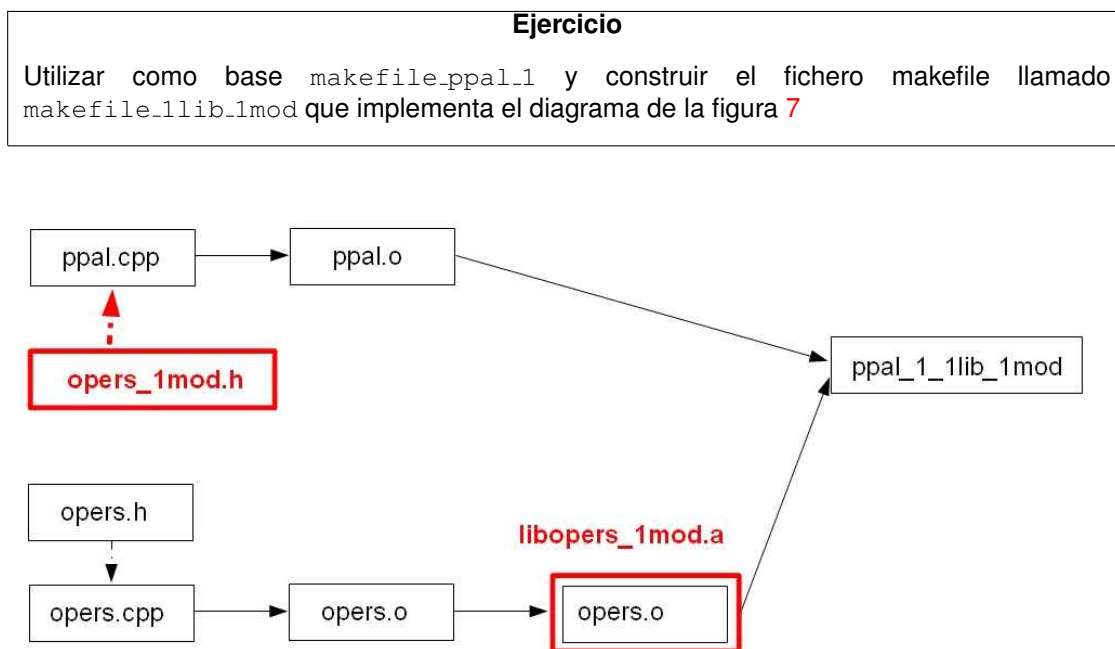 Ejercicio
Utilizar como base makefile_ppal_1 y construir el fichero makefile llamado
makefile_1lib_1mod que implementa el diagrama de la figura 7
ppal.cpp
ppal.o
opers_1mod.h
ppal_1_1lib_1mod
opers.h
libopers_1mod.a
opers.cpp
opers.o
opers.o